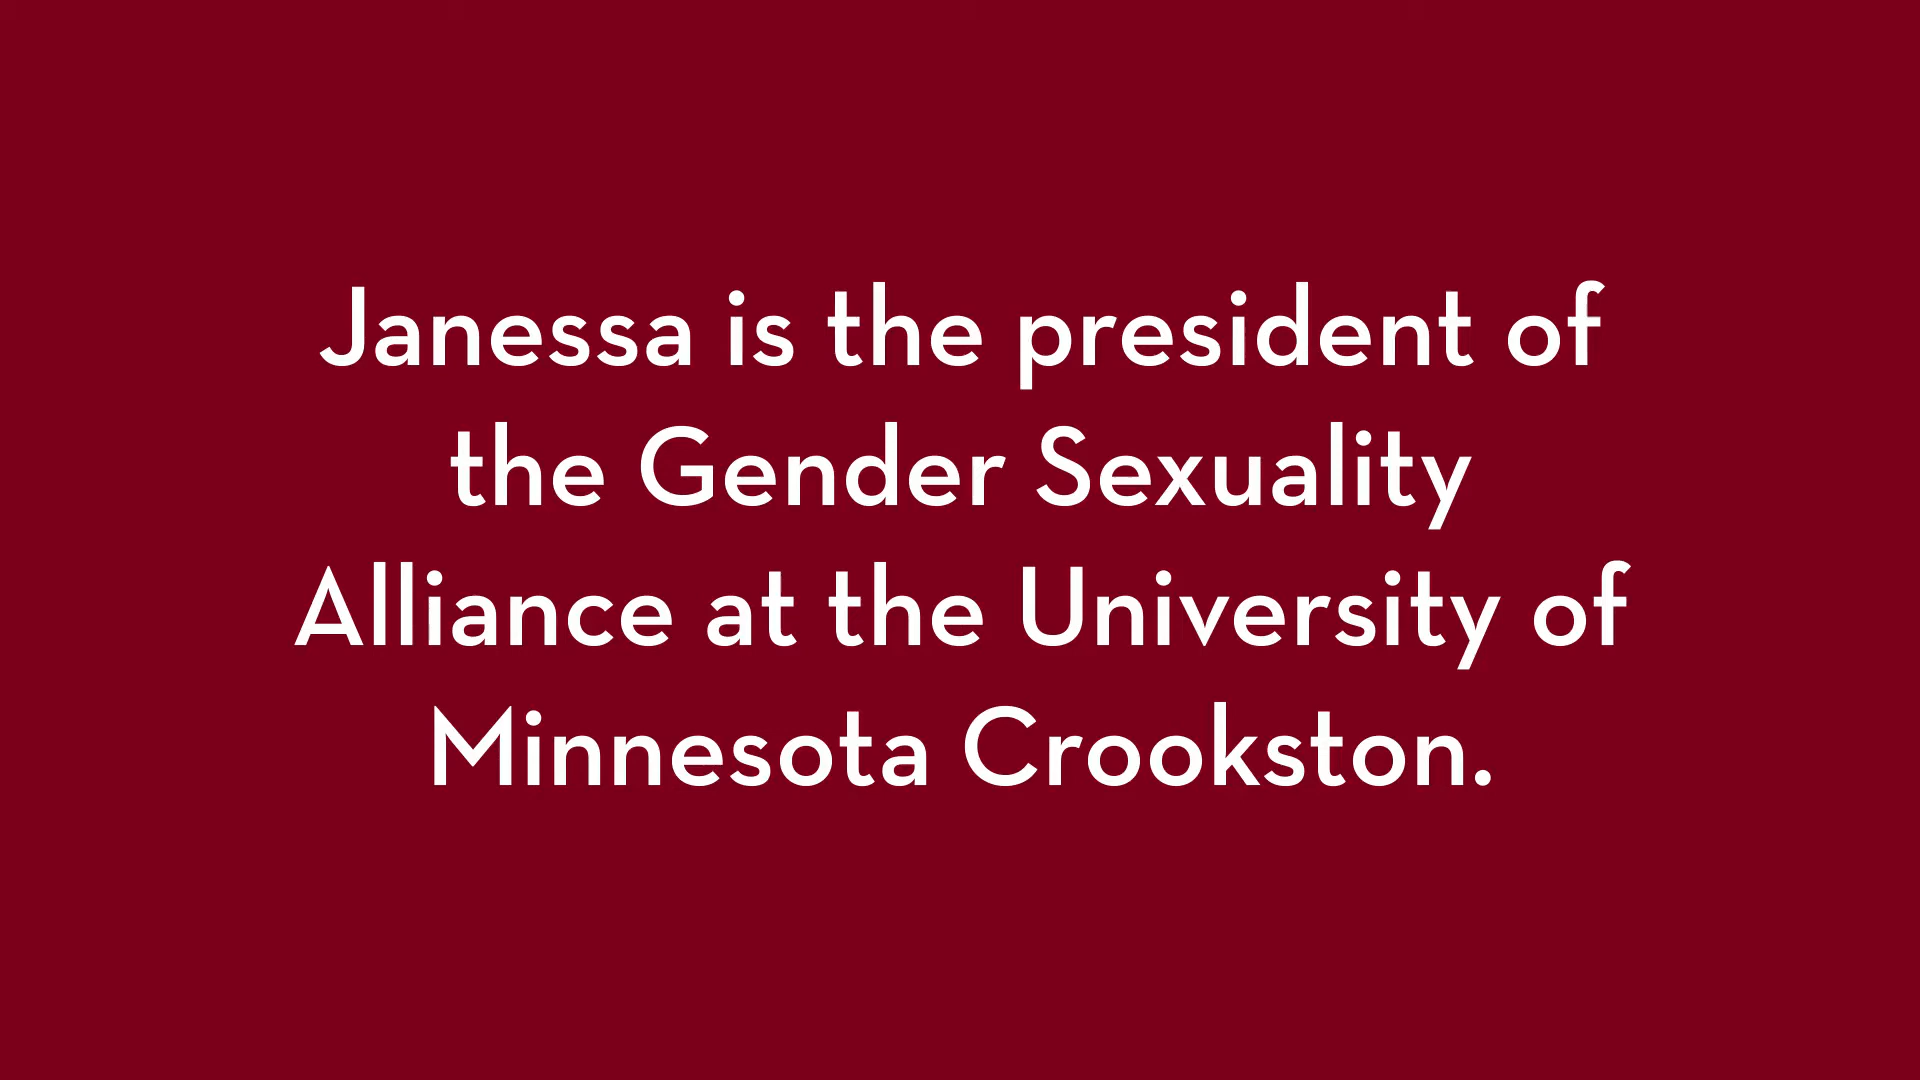 Janessa is the president of
the Gender Sexuality
Alliance at the University of
Minnesota Crookston.